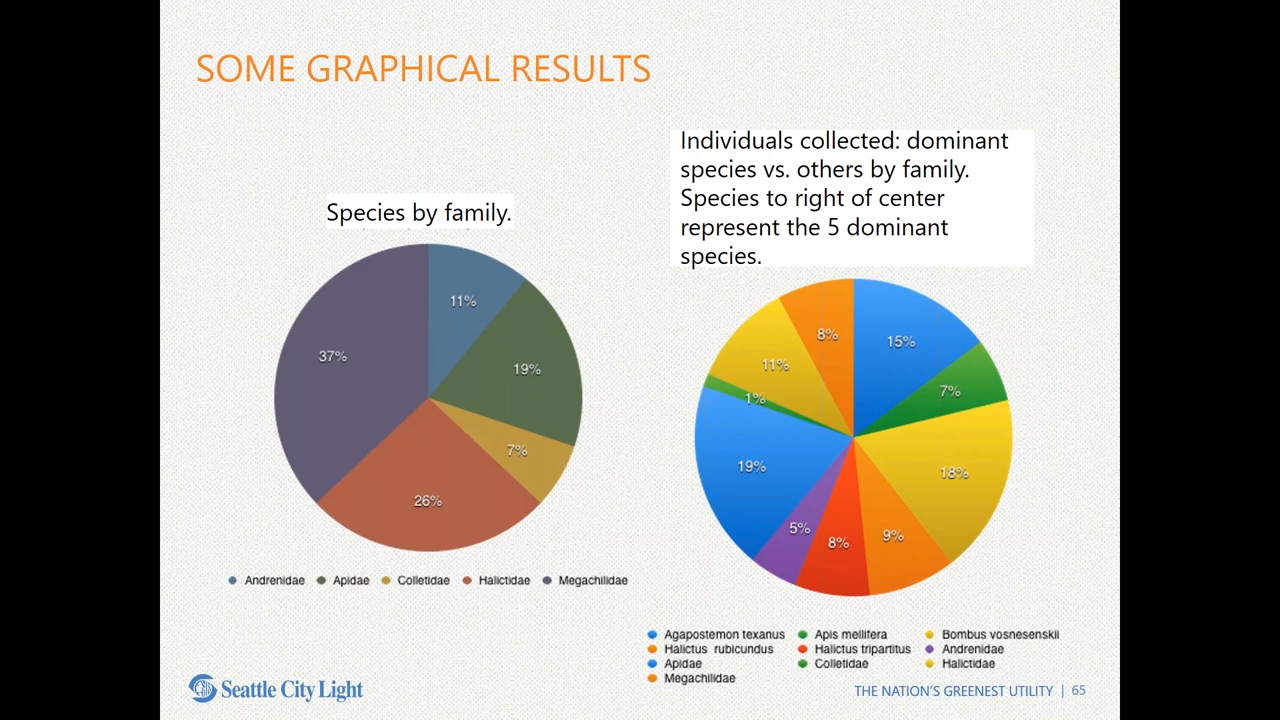 SOME GRAPHICAL RESULTS
Species by family.
11%
19%
7%
26%
37%
Andrenidae
Apidae
Colletidae
Halictidae
Megachilidae
Individuals collected: dominant
species vs. others by family.
Species to right of center
represent the 5 dominant
species.
15%
7%
18%
9%
8%
5%
19%
1%
11%
8%
Agapostemon texanus
Apis mellifera
Bombus vosnesenskii
Halictus rubicundus
Halictus tripartitus
Andrenidae
Apidae
Colletidae
Halictidae
Megachilidae
Seattle City Light
THE NATION'S GREENEST UTILITY | 65